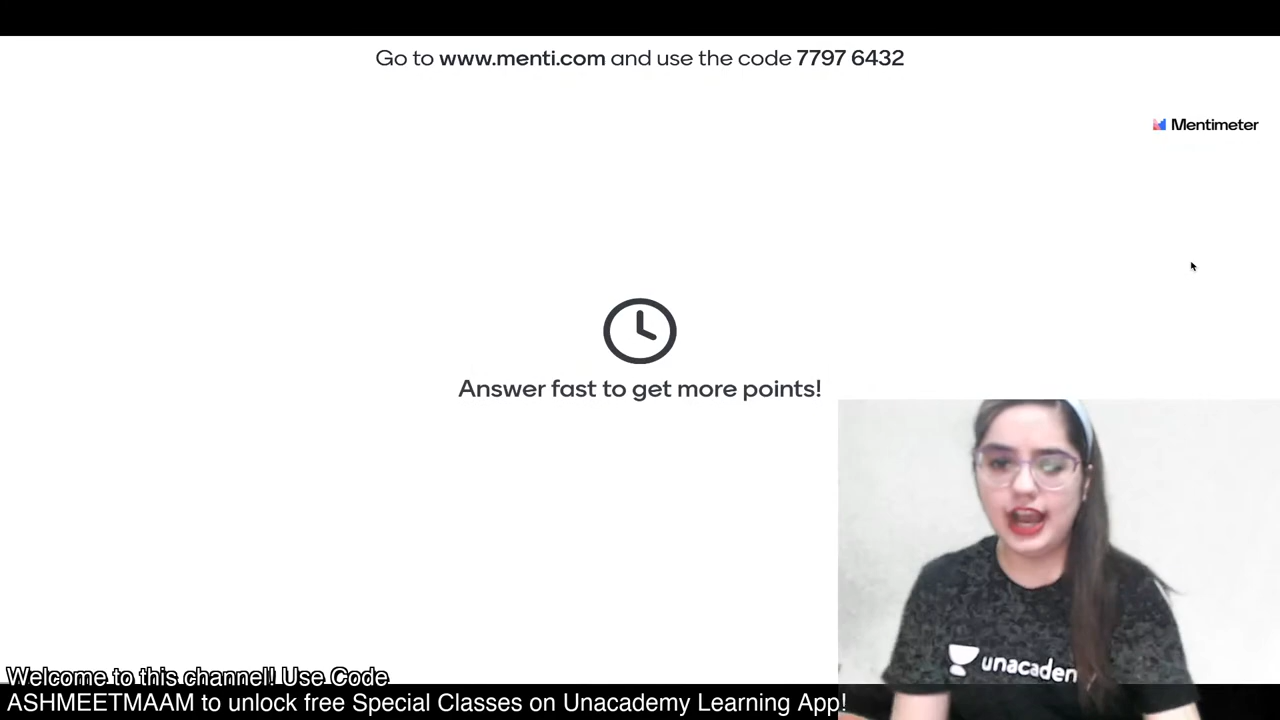 Go to www.menti.com and use the code 7797 6432
Mentimeter
Answer fast to get more points!
unacadem
Welcome to this channel! Use Code
ASHMEETMAAM to unlock free Special Classes on Unacademy Learning App!